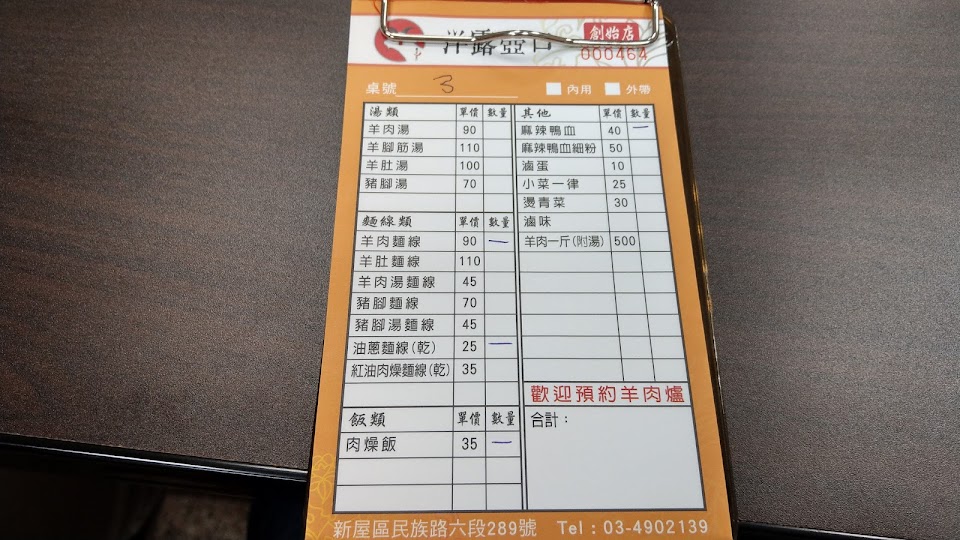 創始店
000464
桌號 3 內用 外帶
湯類 單價 數量
羊肉湯 90
羊腳筋湯 110
羊肚湯 100
豬腳湯 70
麵線類 單價 數量
羊肉麵線 90 一
羊肚麵線 110
羊肉湯麵線 45
豬腳麵線 70
豬腳湯麵線 45
油蔥麵線(乾) 25 一
紅油肉燥麵線(乾) 35
飯類 單價 數量
肉燥飯 35 一
其他 單價 數量
麻辣鴨血 40 一
麻辣鴨血細粉 50
滷蛋 10
小菜一律 25
燙青菜 30
滷味
羊肉一斤(附湯) 500
歡迎預約羊肉爐
合計：
新屋區民族路六段289號 Tel：03-4902139